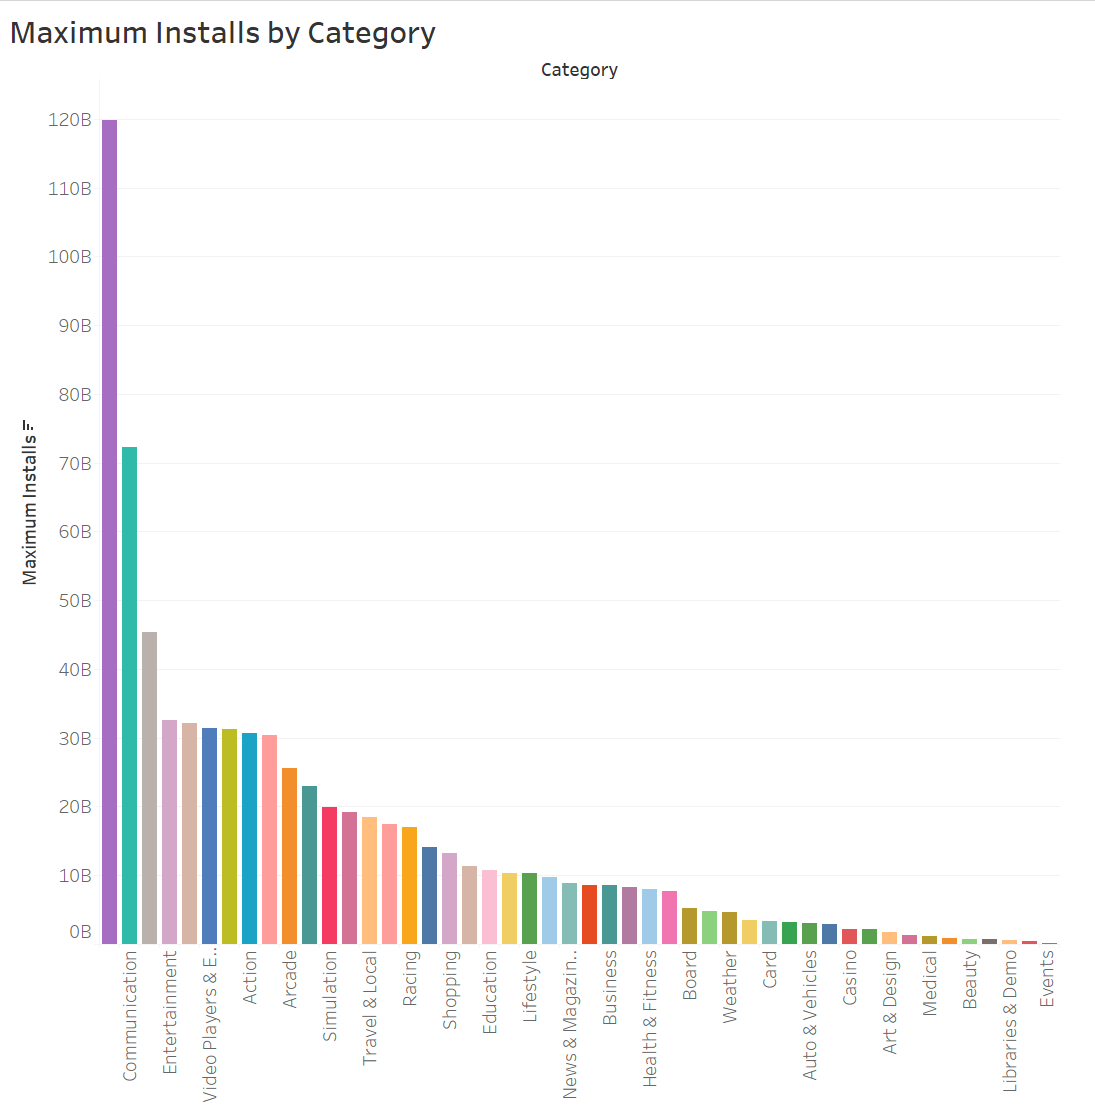 Maximum Installs by Category
Category
120B
110B
100B
90B
80B
70B
60B
50B
40B
30B
20B
10B
0B
Maximum Installs
Communication
Entertainment
Video Players & E..
Action
Arcade
Simulation
Travel & Local
Racing
Shopping
Education
Lifestyle
News & Magazin..
Business
Health & Fitness
Board
Weather
Card
Auto & Vehicles
Casino
Art & Design
Medical
Beauty
Libraries & Demo
Events